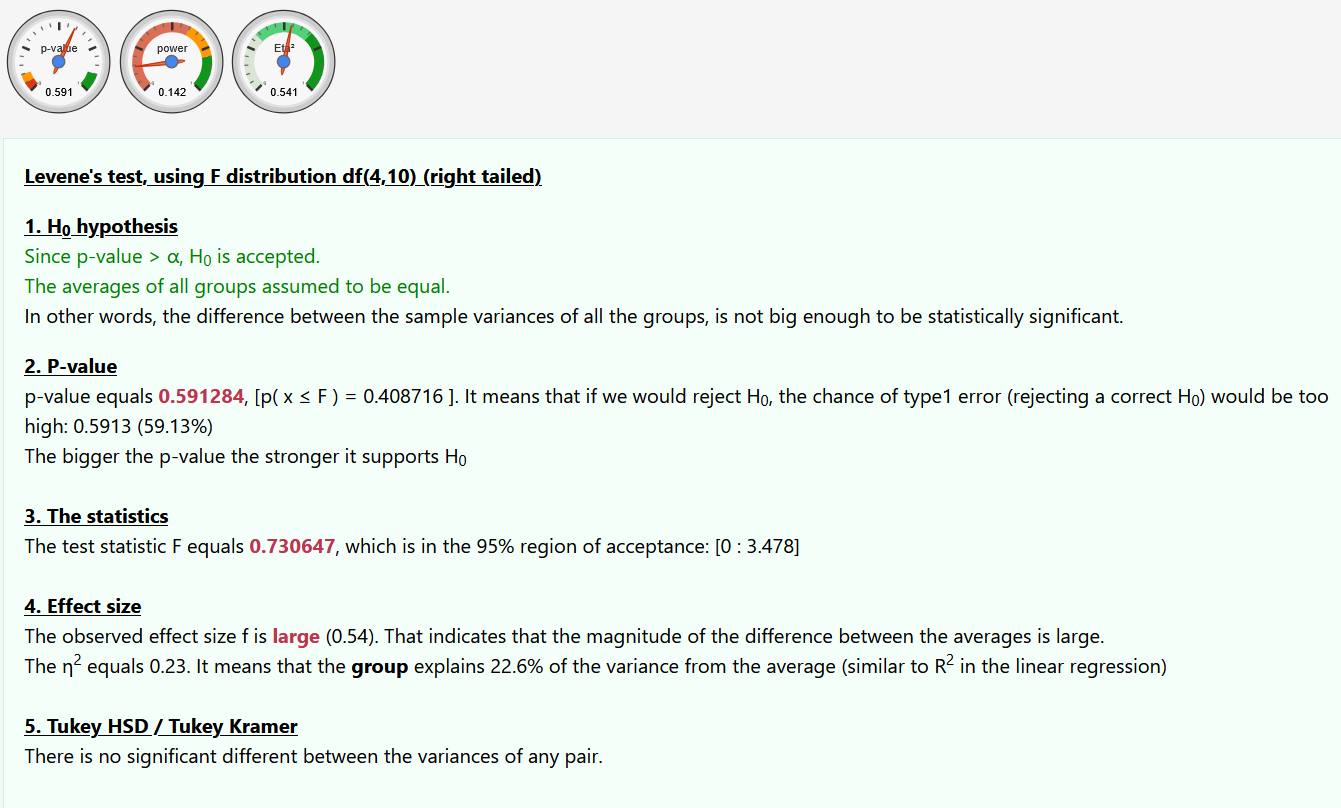 p-value power Eta²
0.591 0.142 0.541
Levene's test, using F distribution df(4,10) (right tailed)
1. H₀ hypothesis
Since p-value > α, H₀ is accepted.
The averages of all groups assumed to be equal.
In other words, the difference between the sample variances of all the groups, is not big enough to be statistically significant.
2. P-value
p-value equals 0.591284, [p( x ≤ F ) = 0.408716 ]. It means that if we would reject H₀, the chance of type1 error (rejecting a correct H₀) would be too
high: 0.5913 (59.13%)
The bigger the p-value the stronger it supports H₀
3. The statistics
The test statistic F equals 0.730647, which is in the 95% region of acceptance: [0 : 3.478]
4. Effect size
The observed effect size f is large (0.54). That indicates that the magnitude of the difference between the averages is large.
The η² equals 0.23. It means that the group explains 22.6% of the variance from the average (similar to R² in the linear regression)
5. Tukey HSD / Tukey Kramer
There is no significant different between the variances of any pair.